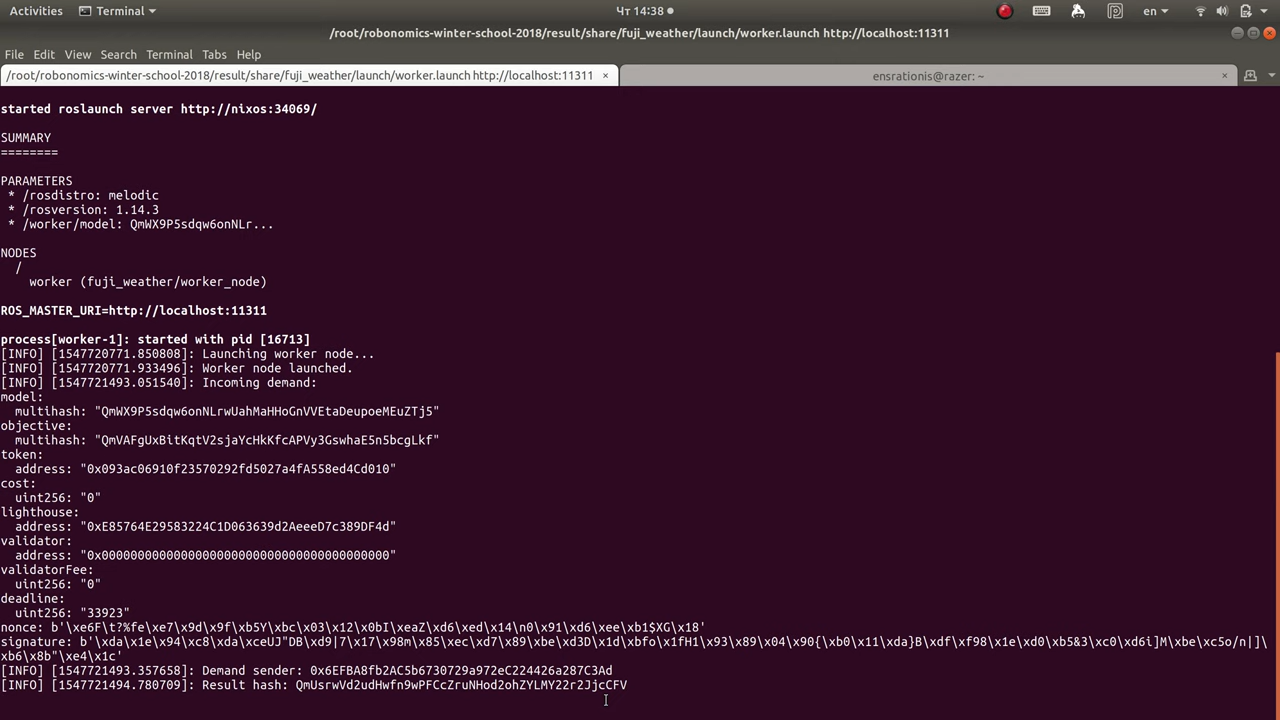 Activities Terminal Чт 14:38 en
/root/robonomics-winter-school-2018/result/share/fuji_weather/launch/worker.launch http://localhost:11311
File Edit View Search Terminal Tabs Help
/root/robonomics-winter-school-2018/result/share/fuji_weather/launch/worker.launch http://localhost:11311 × ensrationis@razer: ~ ×
started roslaunch server http://nixos:34069/
SUMMARY
========
PARAMETERS
* /rosdistro: melodic
* /rosversion: 1.14.3
* /worker/model: QmWX9P5sdqw6onNLr...
NODES
/
worker (fuji_weather/worker_node)
ROS_MASTER_URI=http://localhost:11311
process[worker-1]: started with pid [16713]
[INFO] [1547720771.850808]: Launching worker node...
[INFO] [1547720771.933496]: Worker node launched.
[INFO] [1547721493.051540]: Incoming demand:
model:
multihash: "QmWX9P5sdqw6onNLrwUahMaHHoGnVVEtaDeupoeMEuZTj5"
objective:
multihash: "QmVAFgUxBitKqtV2sjaYcHkKfcAPVy3GswhaE5n5bcgLkf"
token:
address: "0x093ac06910f23570292fd5027a4fA558ed4Cd010"
cost:
uint256: "0"
lighthouse:
address: "0xE85764E29583224C1D063639d2AeeeD7c389DF4d"
validator:
address: "0x0000000000000000000000000000000000000000"
validatorFee:
uint256: "0"
deadline:
uint256: "33923"
nonce: b'\xe6F\t?%fe\xe7\x9d\x9f\xb5Y\xbc\x03\x12\x0bI\xeaZ\xd6\xed\x14\n0\x91\xd6\xee\xb1$XG\x18'
signature: b'\xda\x1e\x94\xc8\xda\xceUJ"DB\xd9|7\x17\x98m\x85\xec\xd7\x89\xbe\xd3D\x1d\xbfo\x1fH1\x93\x89\x04\x90{\xb0\x11\xda}B\xdf\xf98\x1e\xd0\xb5&3\xc0\xd6i]M\xbe\xc5o/n|]\
xb6\x8b"\xe4\x1c'
[INFO] [1547721493.357658]: Demand sender: 0x6EFBA8fb2AC5b6730729a972eC224426a287C3Ad
[INFO] [1547721494.780709]: Result hash: QmUsrwVd2udHwfn9wPFCcZruNHod2ohZYLMY22r2JjcCFV